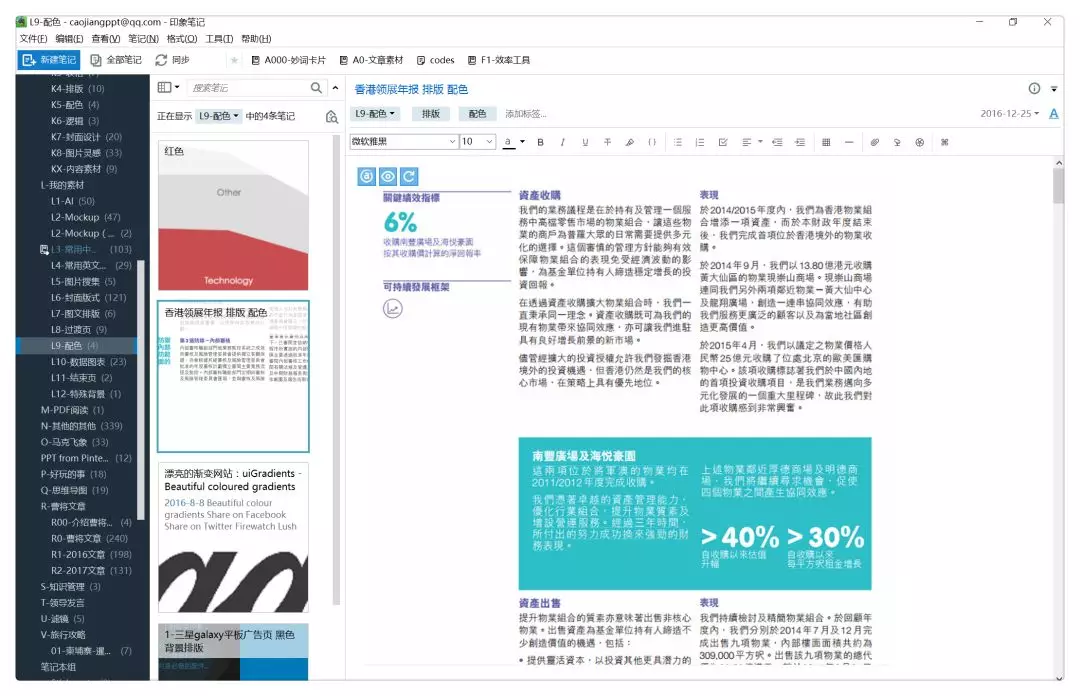 L9-配色 - caojiangppt@qq.com - 印象笔记
文件(F) 编辑(E) 查看(V) 笔记(N) 格式(O) 工具(T) 帮助(H)
新建笔记 全部笔记 同步 A000-妙词卡片 A0-文章素材 codes F1-效率工具
K4-排版 (10)
K5-配色 (4)
K6-逻辑 (3)
K7-封面设计 (20)
K8-图片灵感 (33)
KX-内容素材 (9)
L-我的素材
L1-AI (50)
L2-Mockup (47)
L2-Mockup ( ... (2)
L3-常用中... (103)
L4-常用英文... (29)
L5-图片搜集 (5)
L6-封面版式 (121)
L7-图文排版 (6)
L8-过渡页 (9)
L9-配色 (4)
L10-数据图表 (23)
L11-结束页 (2)
L12-特殊背景 (1)
M-PDF阅读 (1)
N-其他的其他 (339)
O-马克飞象 (33)
PPT from Pinte... (12)
P-好玩的事 (18)
Q-思维导图 (19)
R-曹将文章
R00-介绍曹将... (4)
R0-曹将文章 (240)
R1-2016文章 (198)
R2-2017文章 (131)
S-知识管理 (3)
T-领导发言
U-滤镜 (5)
V-旅行攻略
01-柬埔寨-暹... (7)
笔记本组
搜索笔记
正在显示 L9-配色 中的4条笔记
红色
Other
Technology
香港领展年报 排版 配色
漂亮的渐变网站：uiGradients -
Beautiful coloured gradients
2016-8-8 Beautiful colour
gradients Share on Facebook
Share on Twitter Firewatch Lush
1-三星galaxy平板广告页 黑色
背景排版
香港领展年报 排版 配色
L9-配色 排版 配色 添加标签... 2016-12-25
微软雅黑 10
關鍵績效指標
6%
收購南豐廣場及海悅豪園
按其收購價計算的淨回報率
可持續發展框架
資產收購
我們的業務議程是在於持有及管理一個服
務中高檔零售市場的物業組合，讓這些物
業的商戶為普羅大眾的日常需要提供多元
化的選擇。這個審慎的管理方針能夠有效
保障物業組合的表現免受經濟波動的影
響，為基金單位持有人締造穩定增長的投
資回報。
在透過資產收購擴大物業組合時，我們一
直秉承同一理念。資產收購既可為我們的
現有物業帶來協同效應，亦可讓我們進駐
具有良好增長前景的新市場。
儘管經擴大的投資授權允許我們發掘香港
境外的投資機遇，但香港仍然是我們的核
心市場，在策略上具有優先地位。
表現
於2014/2015年度內，我們為香港物業組
合增添一項資產，而於本財政年度結束
後，我們完成首項位於香港境外的物業收
購。
於2014年9月，我們以13.80億港元收購
黃大仙區的物業現崇山商場。現崇山商場
連同我們另外兩項鄰近物業－黃大仙中心
及龍翔廣場，創造一連串協同效應，有助
我們服務更廣泛的顧客以及為當地社區創
造更高價值。
於2015年4月，我們以議定之物業價格人
民幣25億元收購了位處北京的歐美匯購
物中心。該項收購標誌著我們於中國內地
的首項投資收購項目，是我們業務邁向多
元化發展的一個重大里程碑，故此我們對
此項收購感到非常興奮。
南豐廣場及海悅豪園
這兩項位於將軍澳的物業均在
2011/2012年度完成收購。
我們憑著卓越的資產管理能力，
優化行業組合，提升物業質素及
增設營運服務。經過三年時間，
所付出的努力成功換來強勁的財
務表現。
上述物業鄰近厚德商場及明德商
場，我們將繼續尋求機會，促使
四個物業之間產生協同效應。
>40% >30%
自收購以來估值
升幅
自收購以來
每平方呎租金增長
資產出售
提升物業組合的質素亦意味著出售非核心
物業。出售資產為基金單位持有人締造不
少創造價值的機遇，包括：
• 提供靈活資本，以投資其他更具潛力的
表現
我們持續檢討及精簡物業組合。於回顧年
度內，我們分別於2014年7月及12月完
成出售九項物業，內部樓面面積共約為
309,000平方呎。出售該九項物業的總代